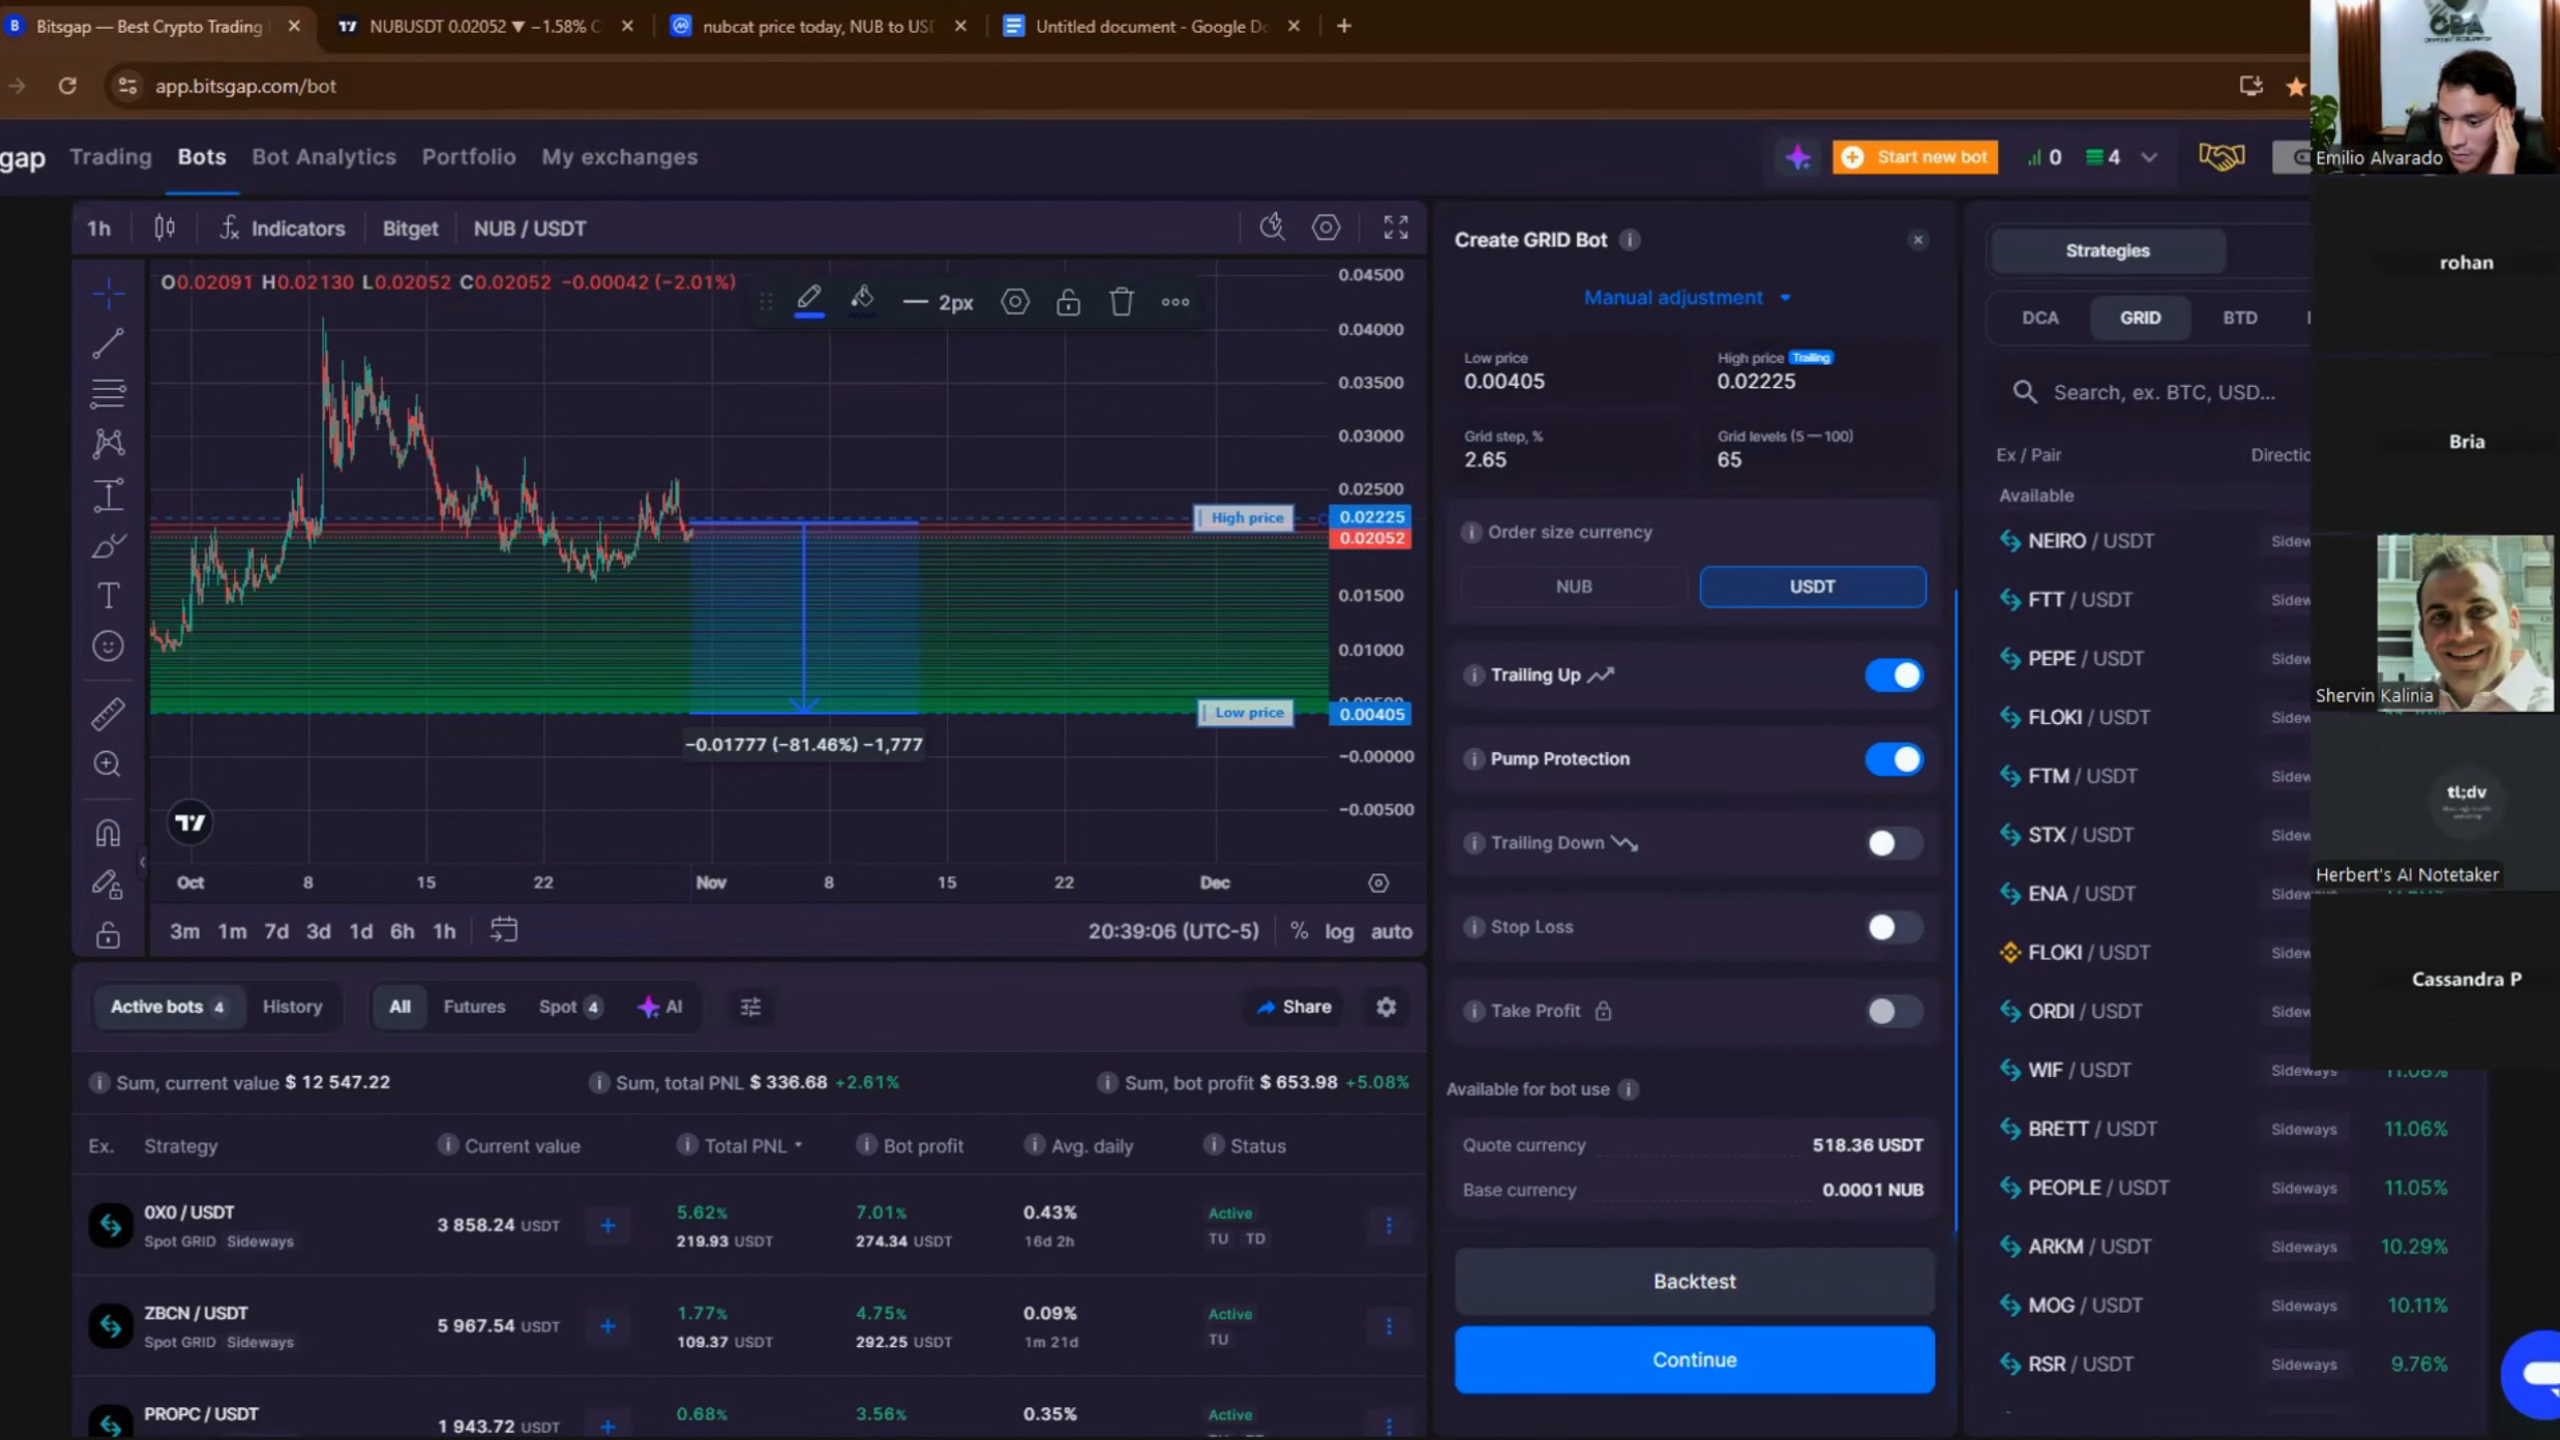 Bitsgap — Best Crypto Trading
NUBUSDT 0.02052 ▼ −1.58% C
nubcat price today, NUB to USD
Untitled document - Google Do
app.bitsgap.com/bot
gap
Trading
Bots
Bot Analytics
Portfolio
My exchanges
Start new bot
0
4
Emilio Alvarado
1h
Indicators
Bitget
NUB / USDT
O0.02091 H0.02130 L0.02052 C0.02052 −0.00042 (−2.01%)
2px
0.04500
0.04000
0.03500
0.03000
0.02500
High price
0.02225
0.02052
0.01500
0.01000
Low price
0.00405
−0.01777 (−81.46%) −1,777
−0.00000
−0.00500
Oct
8
15
22
Nov
8
15
22
Dec
3m 1m 7d 3d 1d 6h 1h
20:39:06 (UTC-5)
%
log
auto
Create GRID Bot
Manual adjustment
Low price
0.00405
High price Trailing
0.02225
Grid step, %
2.65
Grid levels (5 — 100)
65
Order size currency
NUB
USDT
Trailing Up
Pump Protection
Trailing Down
Stop Loss
Take Profit
Available for bot use
Quote currency 518.36 USDT
Base currency 0.0001 NUB
Backtest
Continue
Active bots 4
History
All
Futures
Spot 4
AI
Share
Sum, current value $ 12 547.22
Sum, total PNL $ 336.68 +2.61%
Sum, bot profit $ 653.98 +5.08%
Ex. Strategy Current value Total PNL Bot profit Avg. daily Status
0X0 / USDT
Spot GRID Sideways
3 858.24 USDT
5.62%
219.93 USDT
7.01%
274.34 USDT
0.43%
16d 2h
Active
TU TD
ZBCN / USDT
Spot GRID Sideways
5 967.54 USDT
1.77%
109.37 USDT
4.75%
292.25 USDT
0.09%
1m 21d
Active
TU
PROPC / USDT
1 943.72 USDT
0.68%
3.56%
0.35%
Active
Strategies
DCA
GRID
BTD
Search, ex. BTC, USD...
Ex / Pair
Directio
Available
NEIRO / USDT Sidew
FTT / USDT Sidew
PEPE / USDT Sidew
FLOKI / USDT Sidew
FTM / USDT Sidew
STX / USDT Sidew
ENA / USDT Sidew
FLOKI / USDT Sidew
ORDI / USDT Sidew
WIF / USDT Sideways 11.08%
BRETT / USDT Sideways 11.06%
PEOPLE / USDT Sideways 11.05%
ARKM / USDT Sideways 10.29%
MOG / USDT Sideways 10.11%
RSR / USDT Sideways 9.76%
rohan
Bria
Shervin Kalinia
tl;dv
Herbert's AI Notetaker
Cassandra P